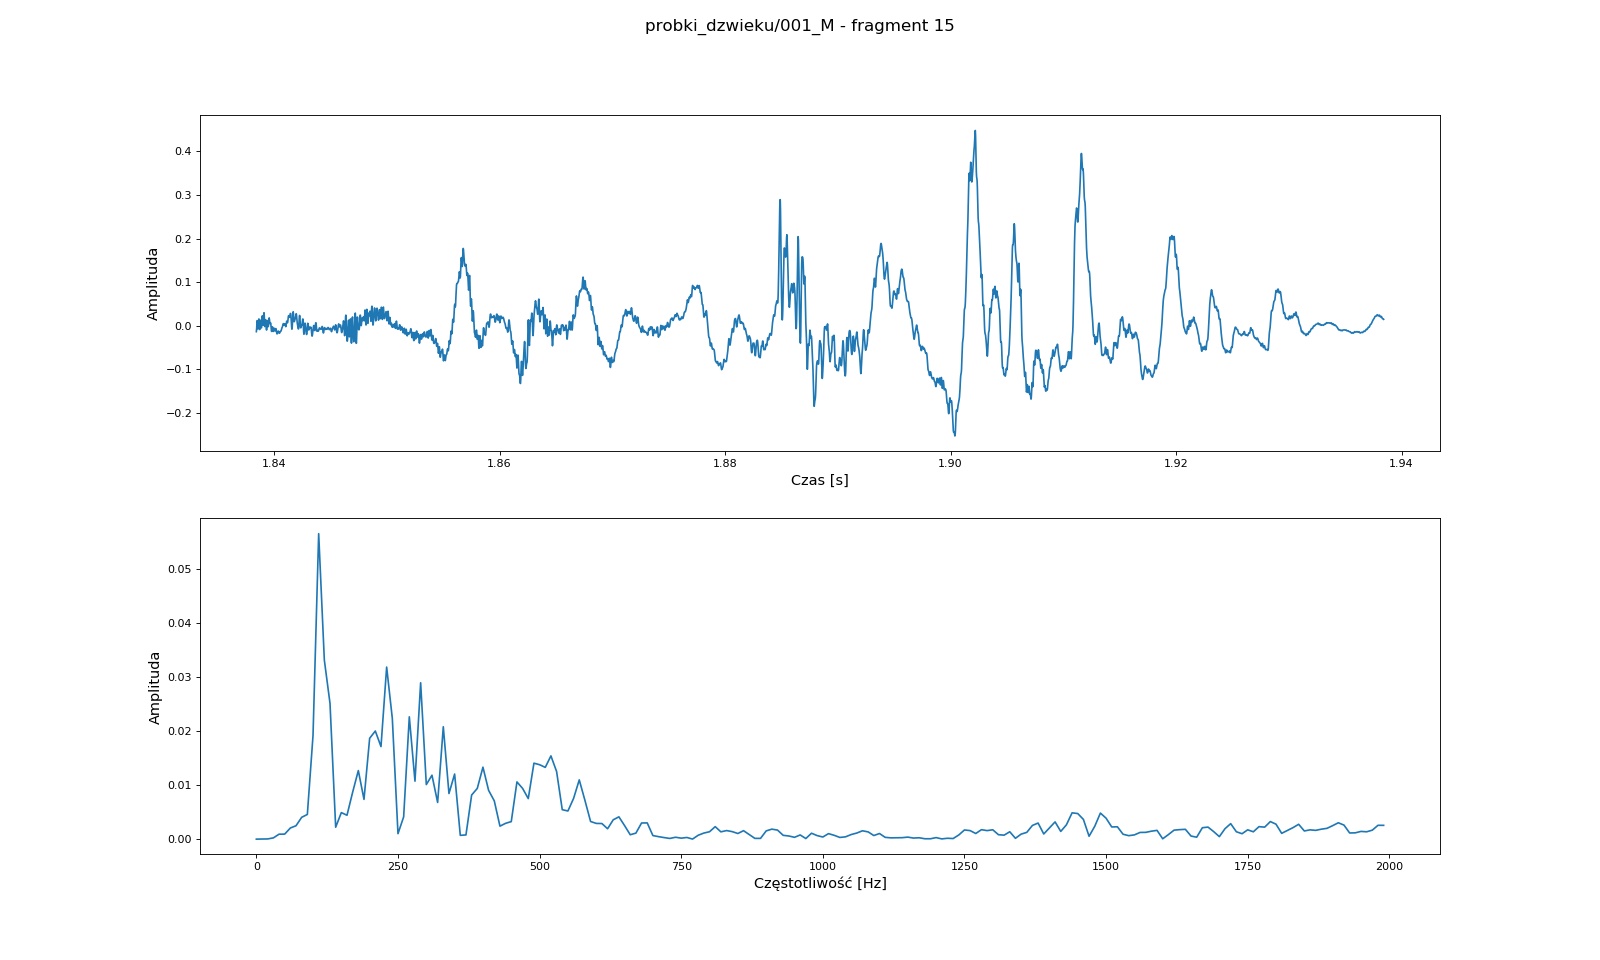 probki_dzwieku/001_M - fragment 15
Amplituda
0.4
0.3
0.2
0.1
0.0
−0.1
−0.2
1.84 1.86 1.88 1.90 1.92 1.94
Czas [s]
Amplituda
0.05
0.04
0.03
0.02
0.01
0.00
0 250 500 750 1000 1250 1500 1750 2000
Częstotliwość [Hz]